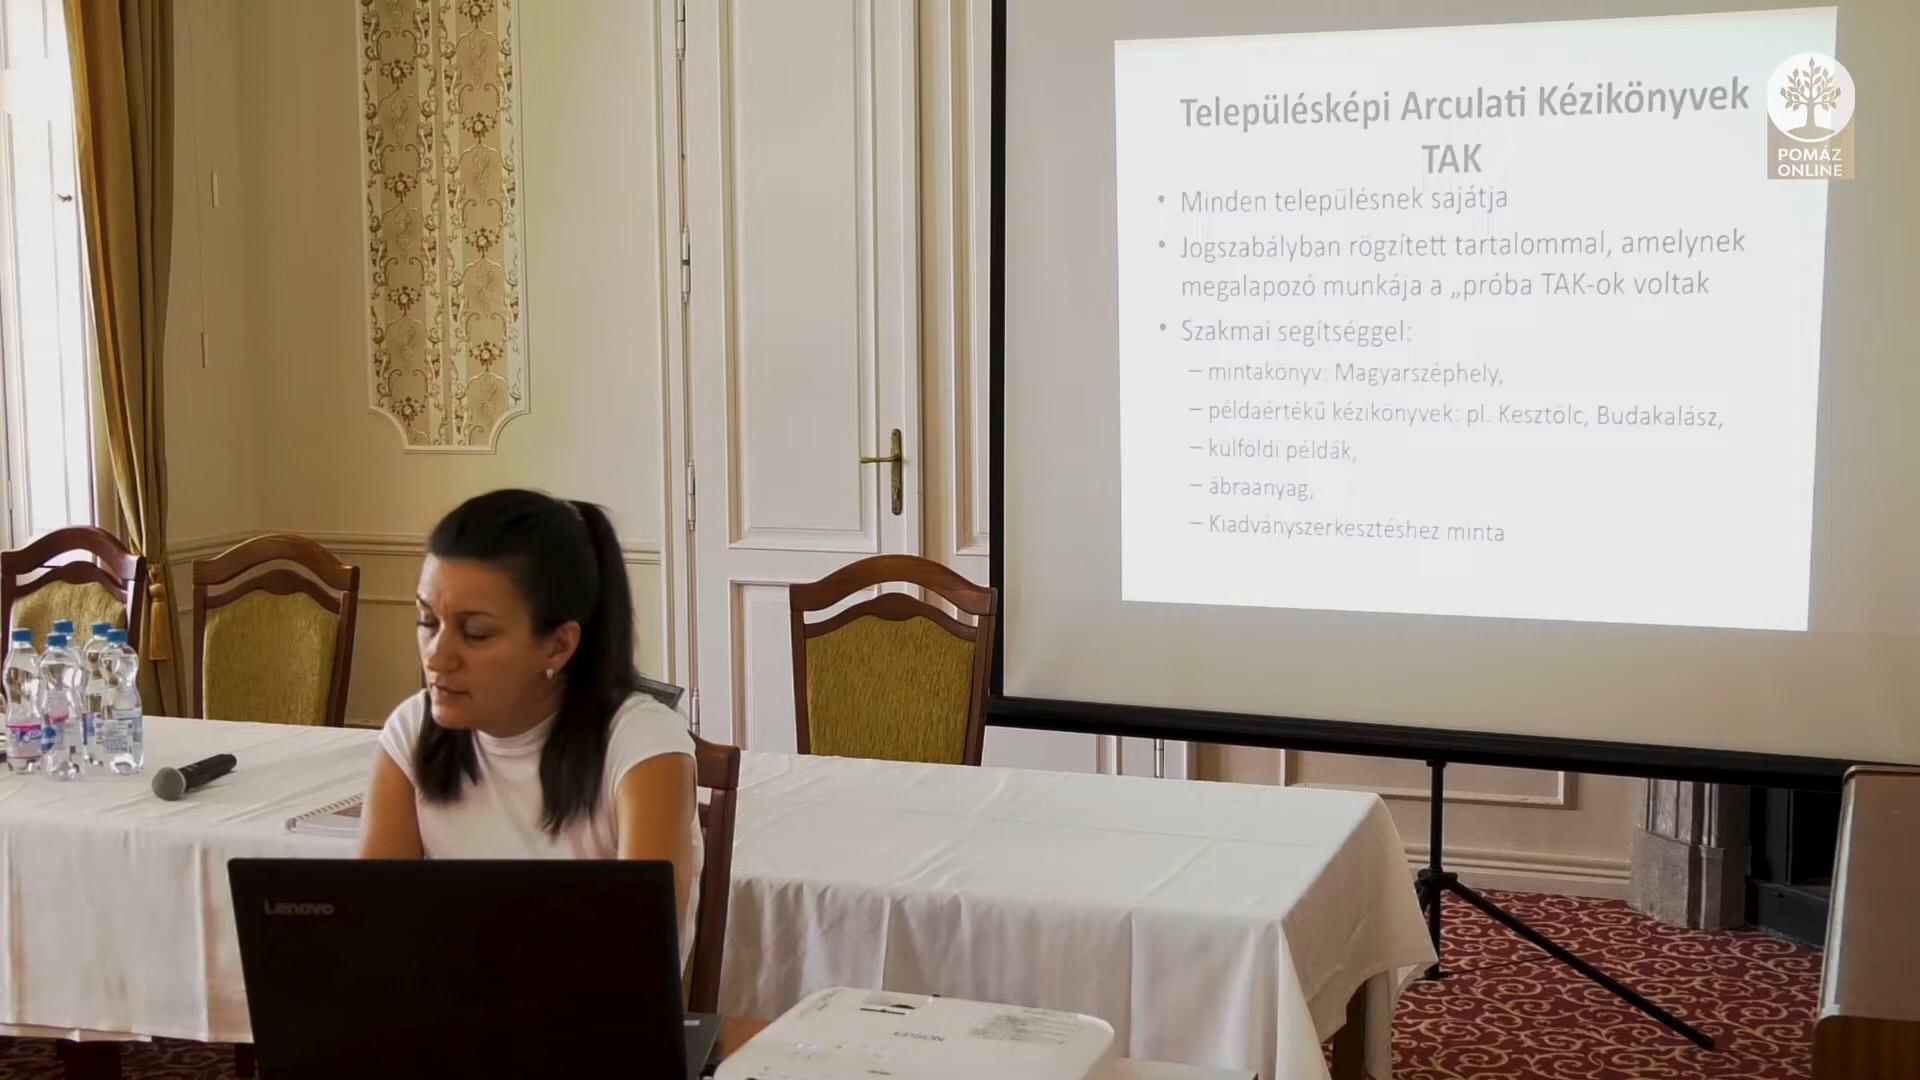 Településképi Arculati Kézikönyvek
TAK
• Minden településnek sajátja
• Jogszabályban rögzített tartalommal, amelynek
megalapozó munkája a „próba TAK-ok voltak
• Szakmai segítséggel:
– mintakönyv: Magyarszéphely,
– példaértékű kézikönyvek: pl. Kesztölc, Budakalász,
– külföldi példák,
– ábraanyag,
– Kiadványszerkesztéshez minta
POMÁZ
ONLINE
Lenovo
EPSON